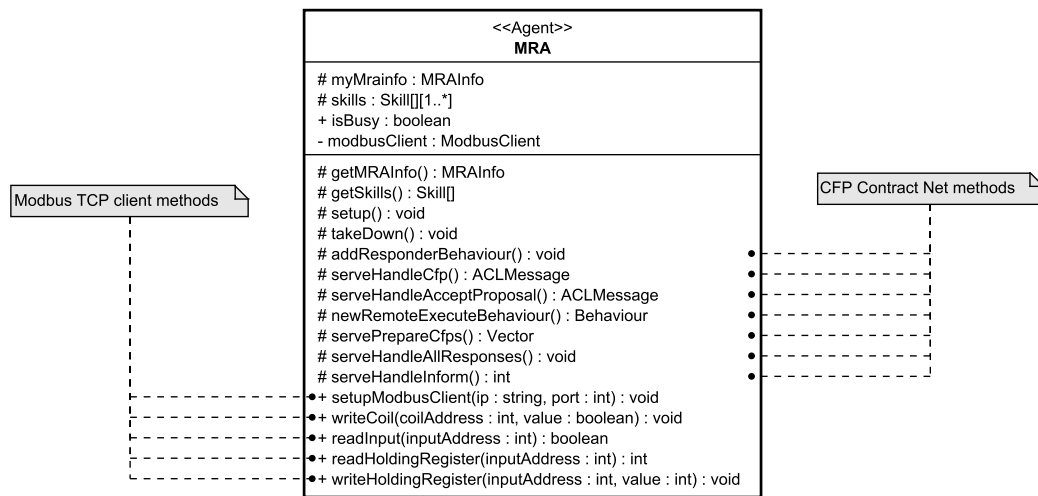 <<Agent>>
MRA
# myMrainfo : MRAInfo
# skills : Skill[][1..*]
+ isBusy : boolean
- modbusClient : ModbusClient
# getMRAInfo() : MRAInfo
# getSkills() : Skill[]
# setup() : void
# takeDown() : void
# addResponderBehaviour() : void
# serveHandleCfp() : ACLMessage
# serveHandleAcceptProposal() : ACLMessage
# newRemoteExecuteBehaviour() : Behaviour
# servePrepareCfps() : Vector
# serveHandleAllResponses() : void
# serveHandleInform() : int
+ setupModbusClient(ip : string, port : int) : void
+ writeCoil(coilAddress : int, value : boolean) : void
+ readInput(inputAddress : int) : boolean
+ readHoldingRegister(inputAddress : int) : int
+ writeHoldingRegister(inputAddress : int, value : int) : void
Modbus TCP client methods
CFP Contract Net methods